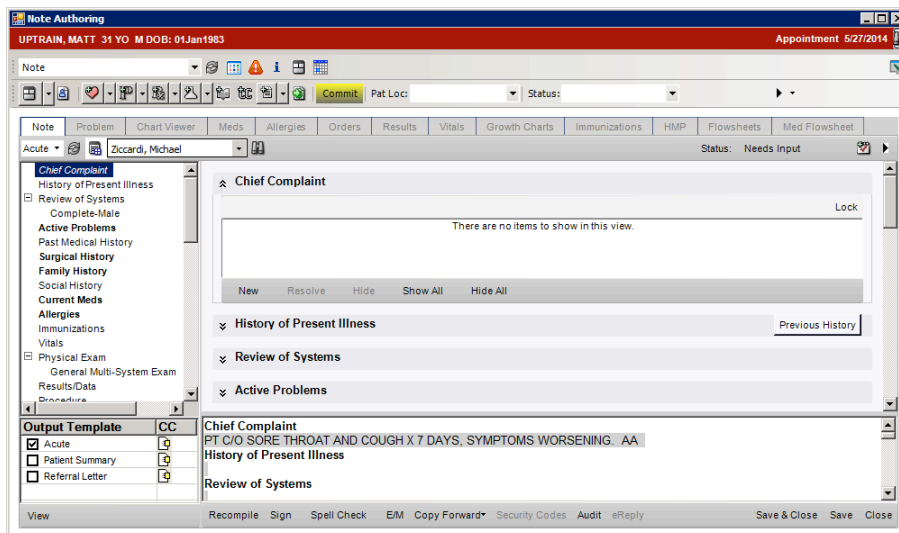 Note Authoring
UPTRAIN, MATT 31 YO M DOB: 01Jan1983 Appointment 5/27/2014
Note
Commit Pat Loc: Status:
Note Problem Chart Viewer Meds Allergies Orders Results Vitals Growth Charts Immunizations HMP Flowsheets Med Flowsheet
Acute Ziccardi, Michael Status: Needs Input
Chief Complaint
History of Present Illness
Review of Systems
Complete-Male
Active Problems
Past Medical History
Surgical History
Family History
Social History
Current Meds
Allergies
Immunizations
Vitals
Physical Exam
General Multi-System Exam
Results/Data
Procedure
Chief Complaint
Lock
There are no items to show in this view.
New Resolve Hide Show All Hide All
History of Present Illness Previous History
Review of Systems
Active Problems
Output Template CC
Acute
Patient Summary
Referral Letter
View
Chief Complaint
PT C/O SORE THROAT AND COUGH X 7 DAYS, SYMPTOMS WORSENING. AA
History of Present Illness
Review of Systems
Recompile Sign Spell Check E/M Copy Forward Security Codes Audit eReply Save & Close Save Close